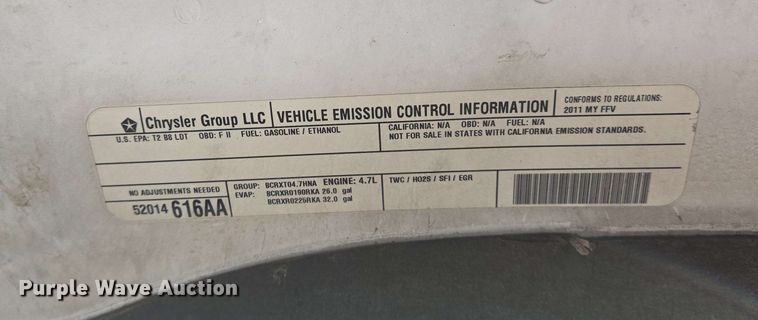 Chrysler Group LLC VEHICLE EMISSION CONTROL INFORMATION CONFORMS TO REGULATIONS:
2011 MY FFV
U.S. EPA: T2 B8 LDT OBD: F II FUEL: GASOLINE / ETHANOL
CALIFORNIA: N/A OBD: N/A FUEL: N/A
NOT FOR SALE IN STATES WITH CALIFORNIA EMISSION STANDARDS.
NO ADJUSTMENTS NEEDED
52014 616AA
GROUP: BCRXT04.7HNA ENGINE: 4.7L
EVAP: BCRXR0190RKA 26.0 gal
BCRXR0225RKA 32.0 gal
TWC / HO2S / SFI / EGR
Purple Wave Auction